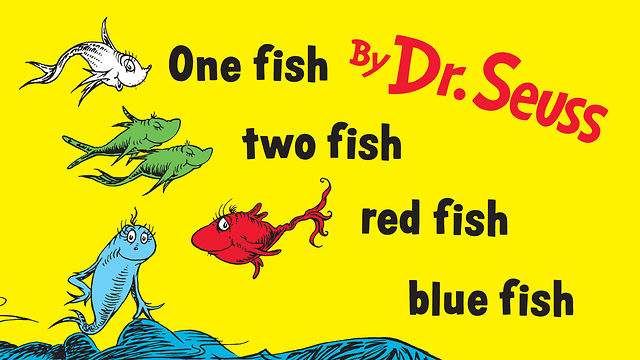 One fish
By Dr. Seuss
two fish
red fish
blue fish